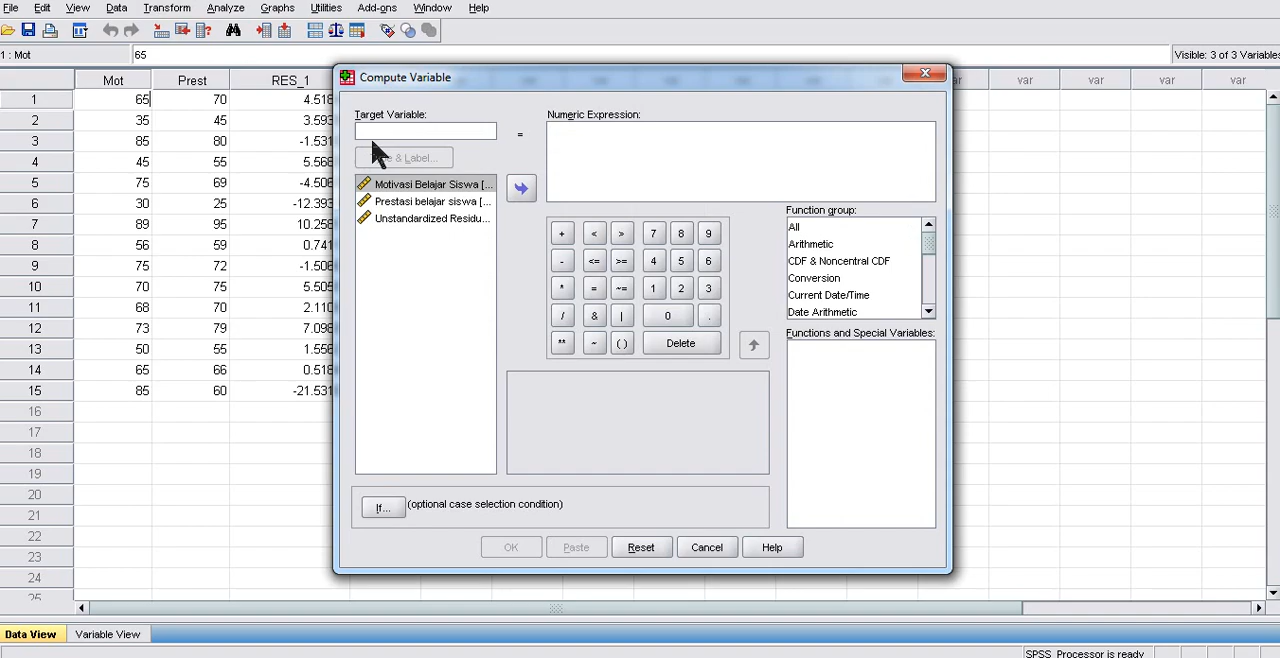 File Edit View Data Transform Analyze Graphs Utilities Add-ons Window Help
1 : Mot 65 Visible: 3 of 3 Variables
Mot Prest RES_1 var var var var var
1 65 70 4.518
2 35 45 3.593
3 85 80 -1.531
4 45 55 5.568
5 75 69 -4.506
6 30 25 -12.393
7 89 95 10.258
8 56 59 0.741
9 75 72 -1.506
10 70 75 5.505
11 68 70 2.110
12 73 79 7.098
13 50 55 1.558
14 65 66 0.518
15 85 60 -21.531
16
17
18
19
20
21
22
23
24
25
Compute Variable
Target Variable:
= Numeric Expression:
& Label...
Motivasi Belajar Siswa [...
Prestasi belajar siswa [...
Unstandardized Residu...
+ < > 7 8 9
- <= >= 4 5 6
* = ~= 1 2 3
/ & | 0 .
** ~ ( ) Delete
Function group:
All
Arithmetic
CDF & Noncentral CDF
Conversion
Current Date/Time
Date Arithmetic
Functions and Special Variables:
If... (optional case selection condition)
OK Paste Reset Cancel Help
Data View Variable View
SPSS Processor is ready